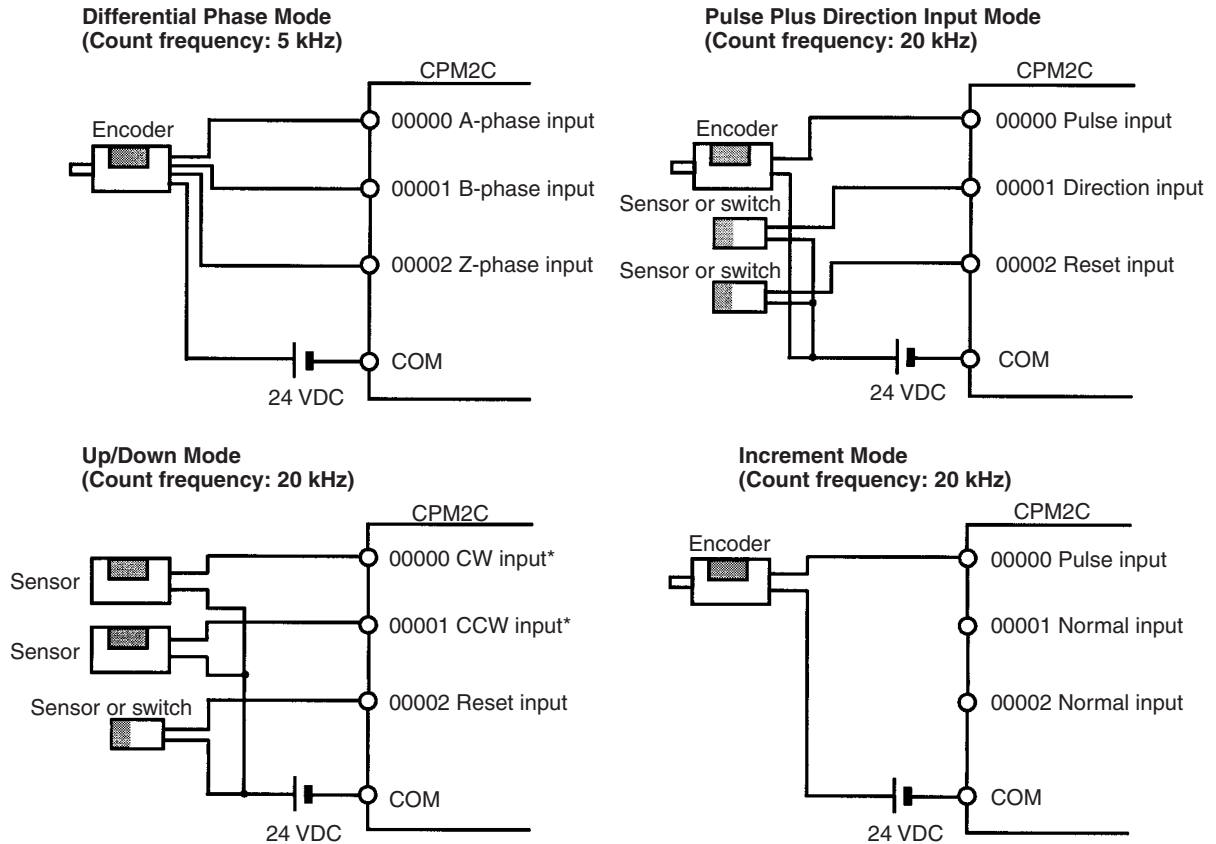 Differential Phase Mode
(Count frequency: 5 kHz)
CPM2C
Encoder
00000 A-phase input
00001 B-phase input
00002 Z-phase input
COM
24 VDC
Pulse Plus Direction Input Mode
(Count frequency: 20 kHz)
CPM2C
Encoder
00000 Pulse input
Sensor or switch
00001 Direction input
Sensor or switch
00002 Reset input
COM
24 VDC
Up/Down Mode
(Count frequency: 20 kHz)
CPM2C
Sensor
00000 CW input*
Sensor
00001 CCW input*
Sensor or switch
00002 Reset input
COM
24 VDC
Increment Mode
(Count frequency: 20 kHz)
CPM2C
Encoder
00000 Pulse input
00001 Normal input
00002 Normal input
COM
24 VDC